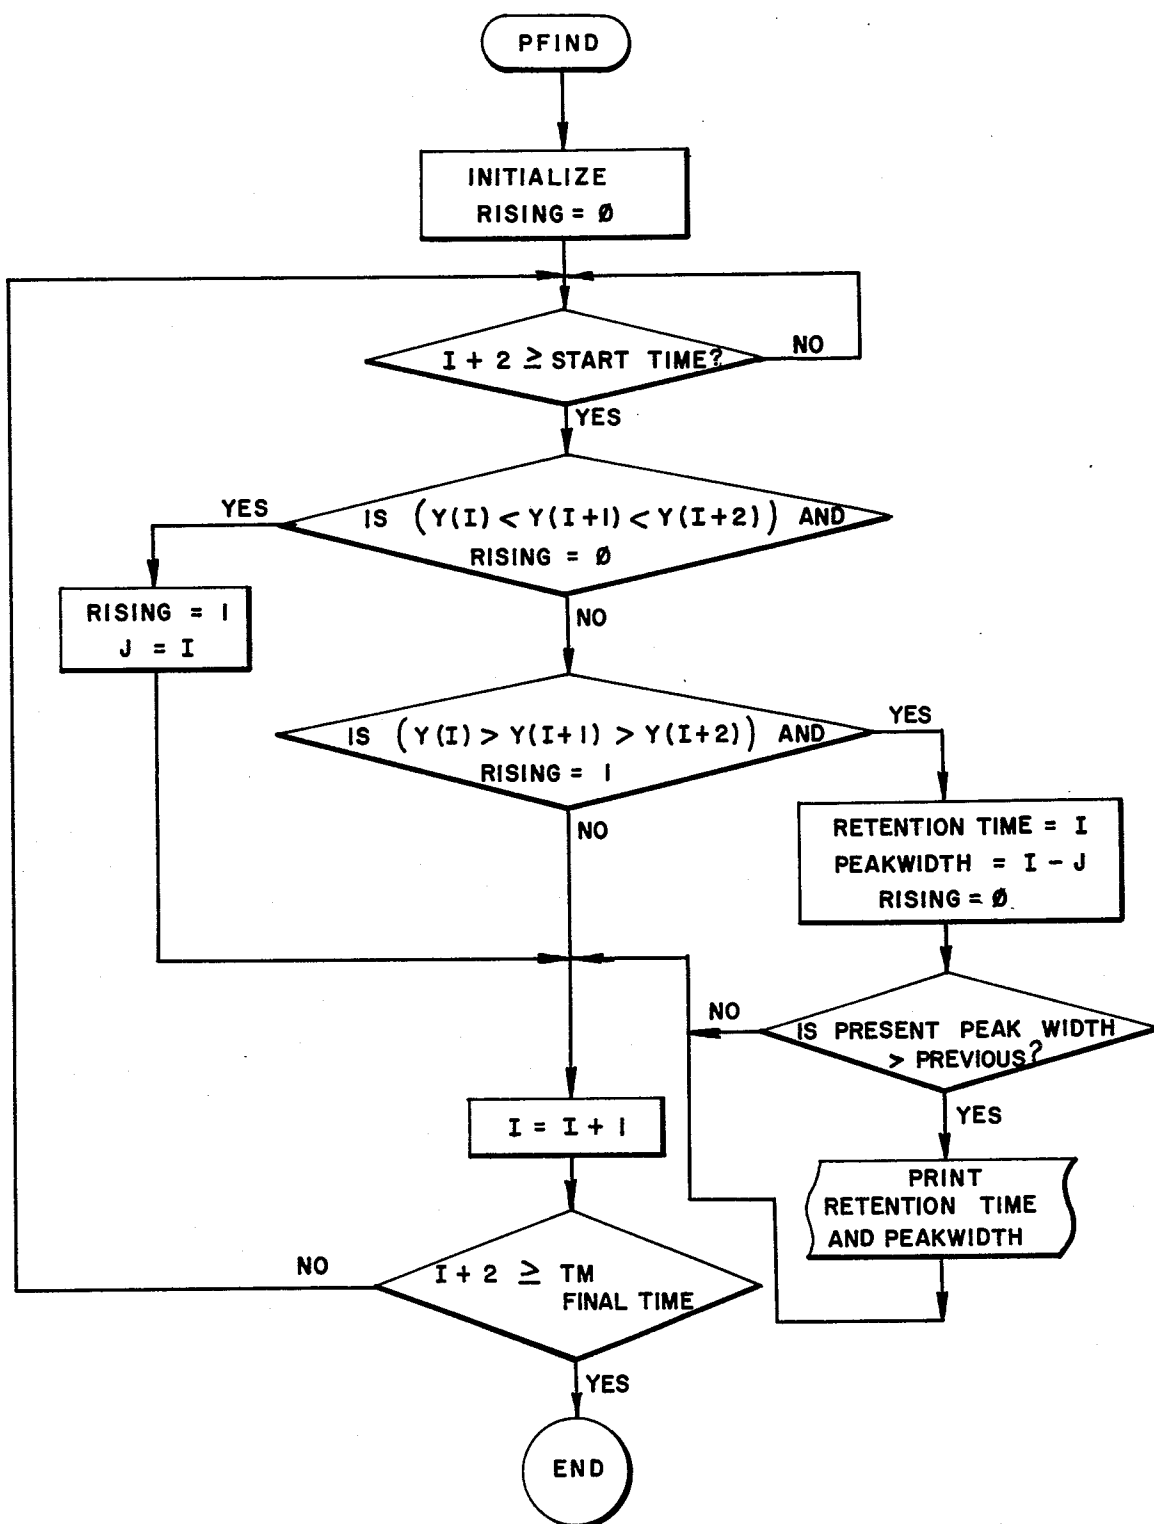 PFIND
INITIALIZE
RISING = Ø
I + 2 ≥ START TIME?
NO
YES
IS (Y(I) < Y(I+1) < Y(I+2)) AND
RISING = Ø
YES
RISING = 1
J = I
NO
IS (Y(I) > Y(I+1) > Y(I+2)) AND
RISING = 1
YES
NO
RETENTION TIME = I
PEAKWIDTH = I - J
RISING = Ø
IS PRESENT PEAK WIDTH
> PREVIOUS?
NO
YES
PRINT
RETENTION TIME
AND PEAKWIDTH
I = I + 1
I + 2 ≥ TM
FINAL TIME
NO
YES
END